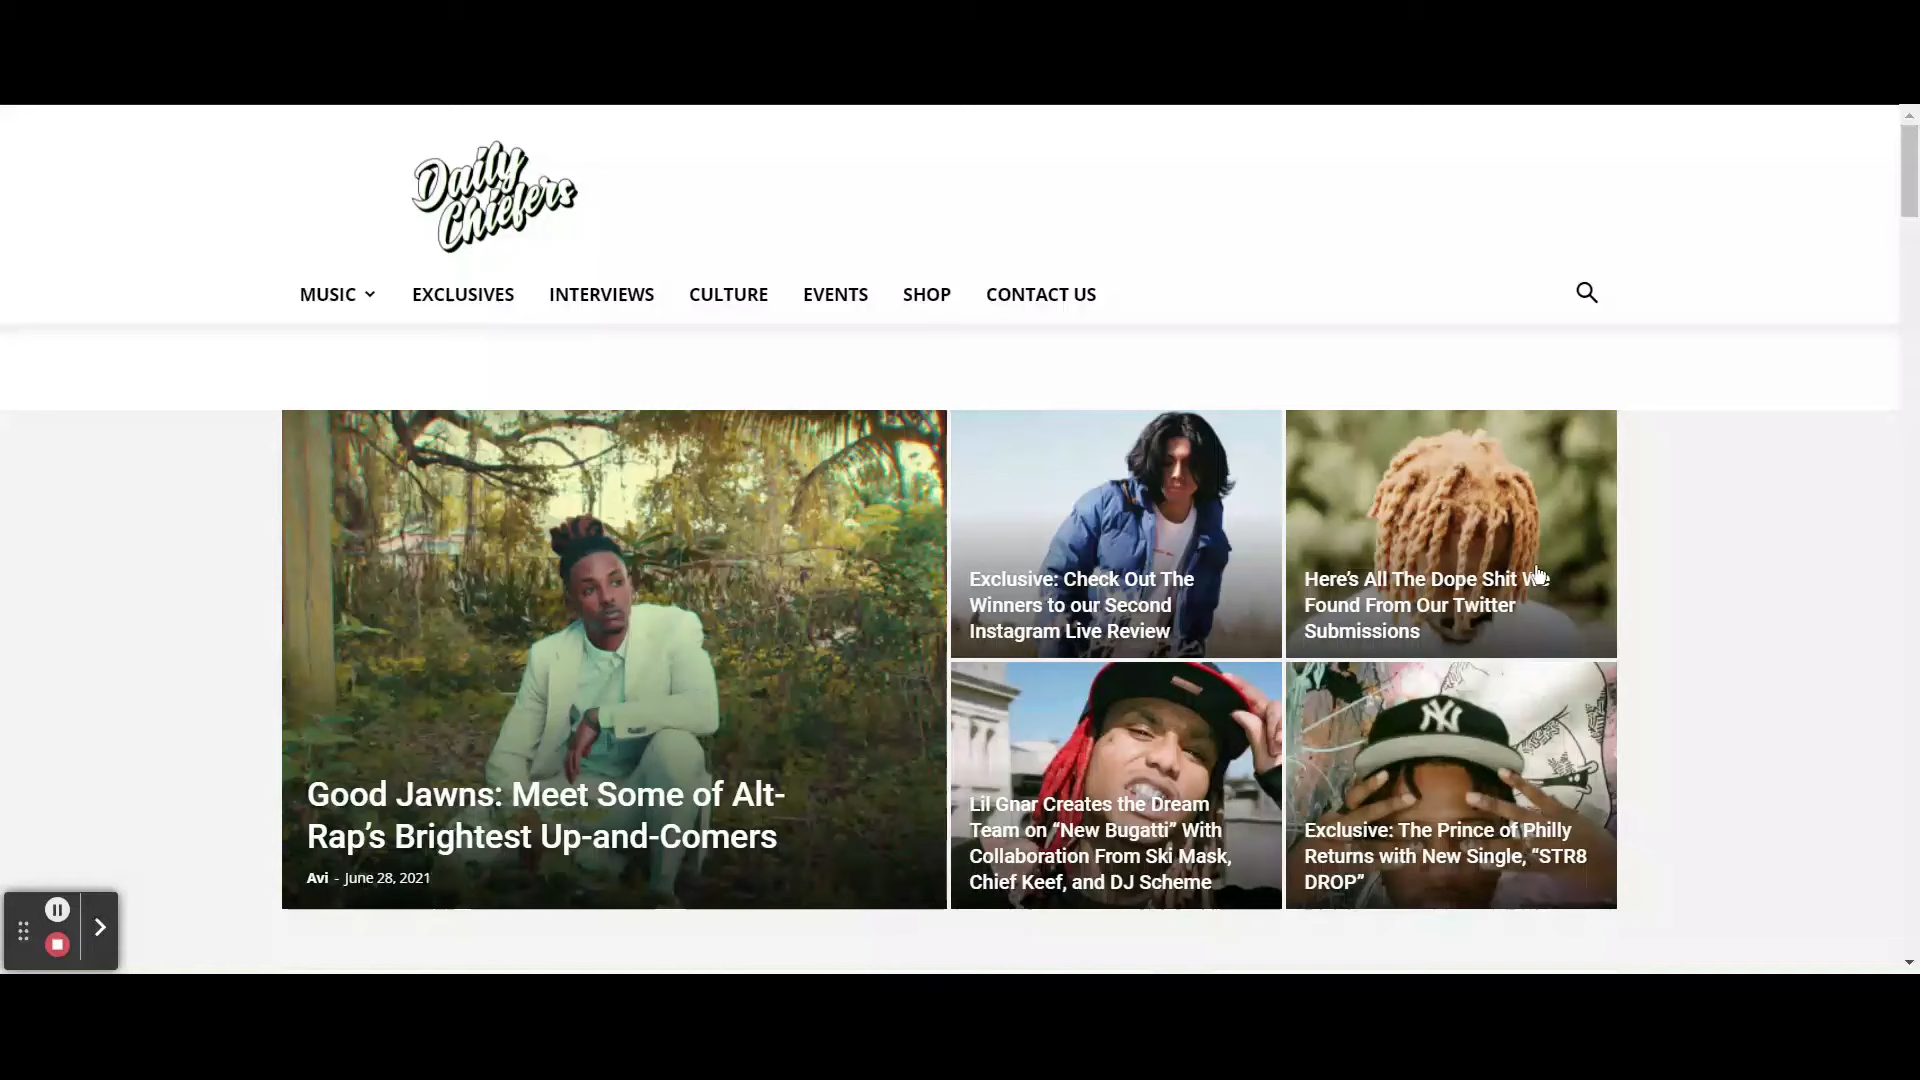 Daily
Chiefers
MUSIC
EXCLUSIVES
INTERVIEWS
CULTURE
EVENTS
SHOP
CONTACT US
Good Jawns: Meet Some of Alt-
Rap's Brightest Up-and-Comers
Avi - June 28, 2021
Exclusive: Check Out The
Winners to our Second
Instagram Live Review
Here's All The Dope Shit We
Found From Our Twitter
Submissions
Lil Gnar Creates the Dream
Team on “New Bugatti” With
Collaboration From Ski Mask,
Chief Keef, and DJ Scheme
NY
Exclusive: The Prince of Philly
Returns with New Single, “STR8
DROP”